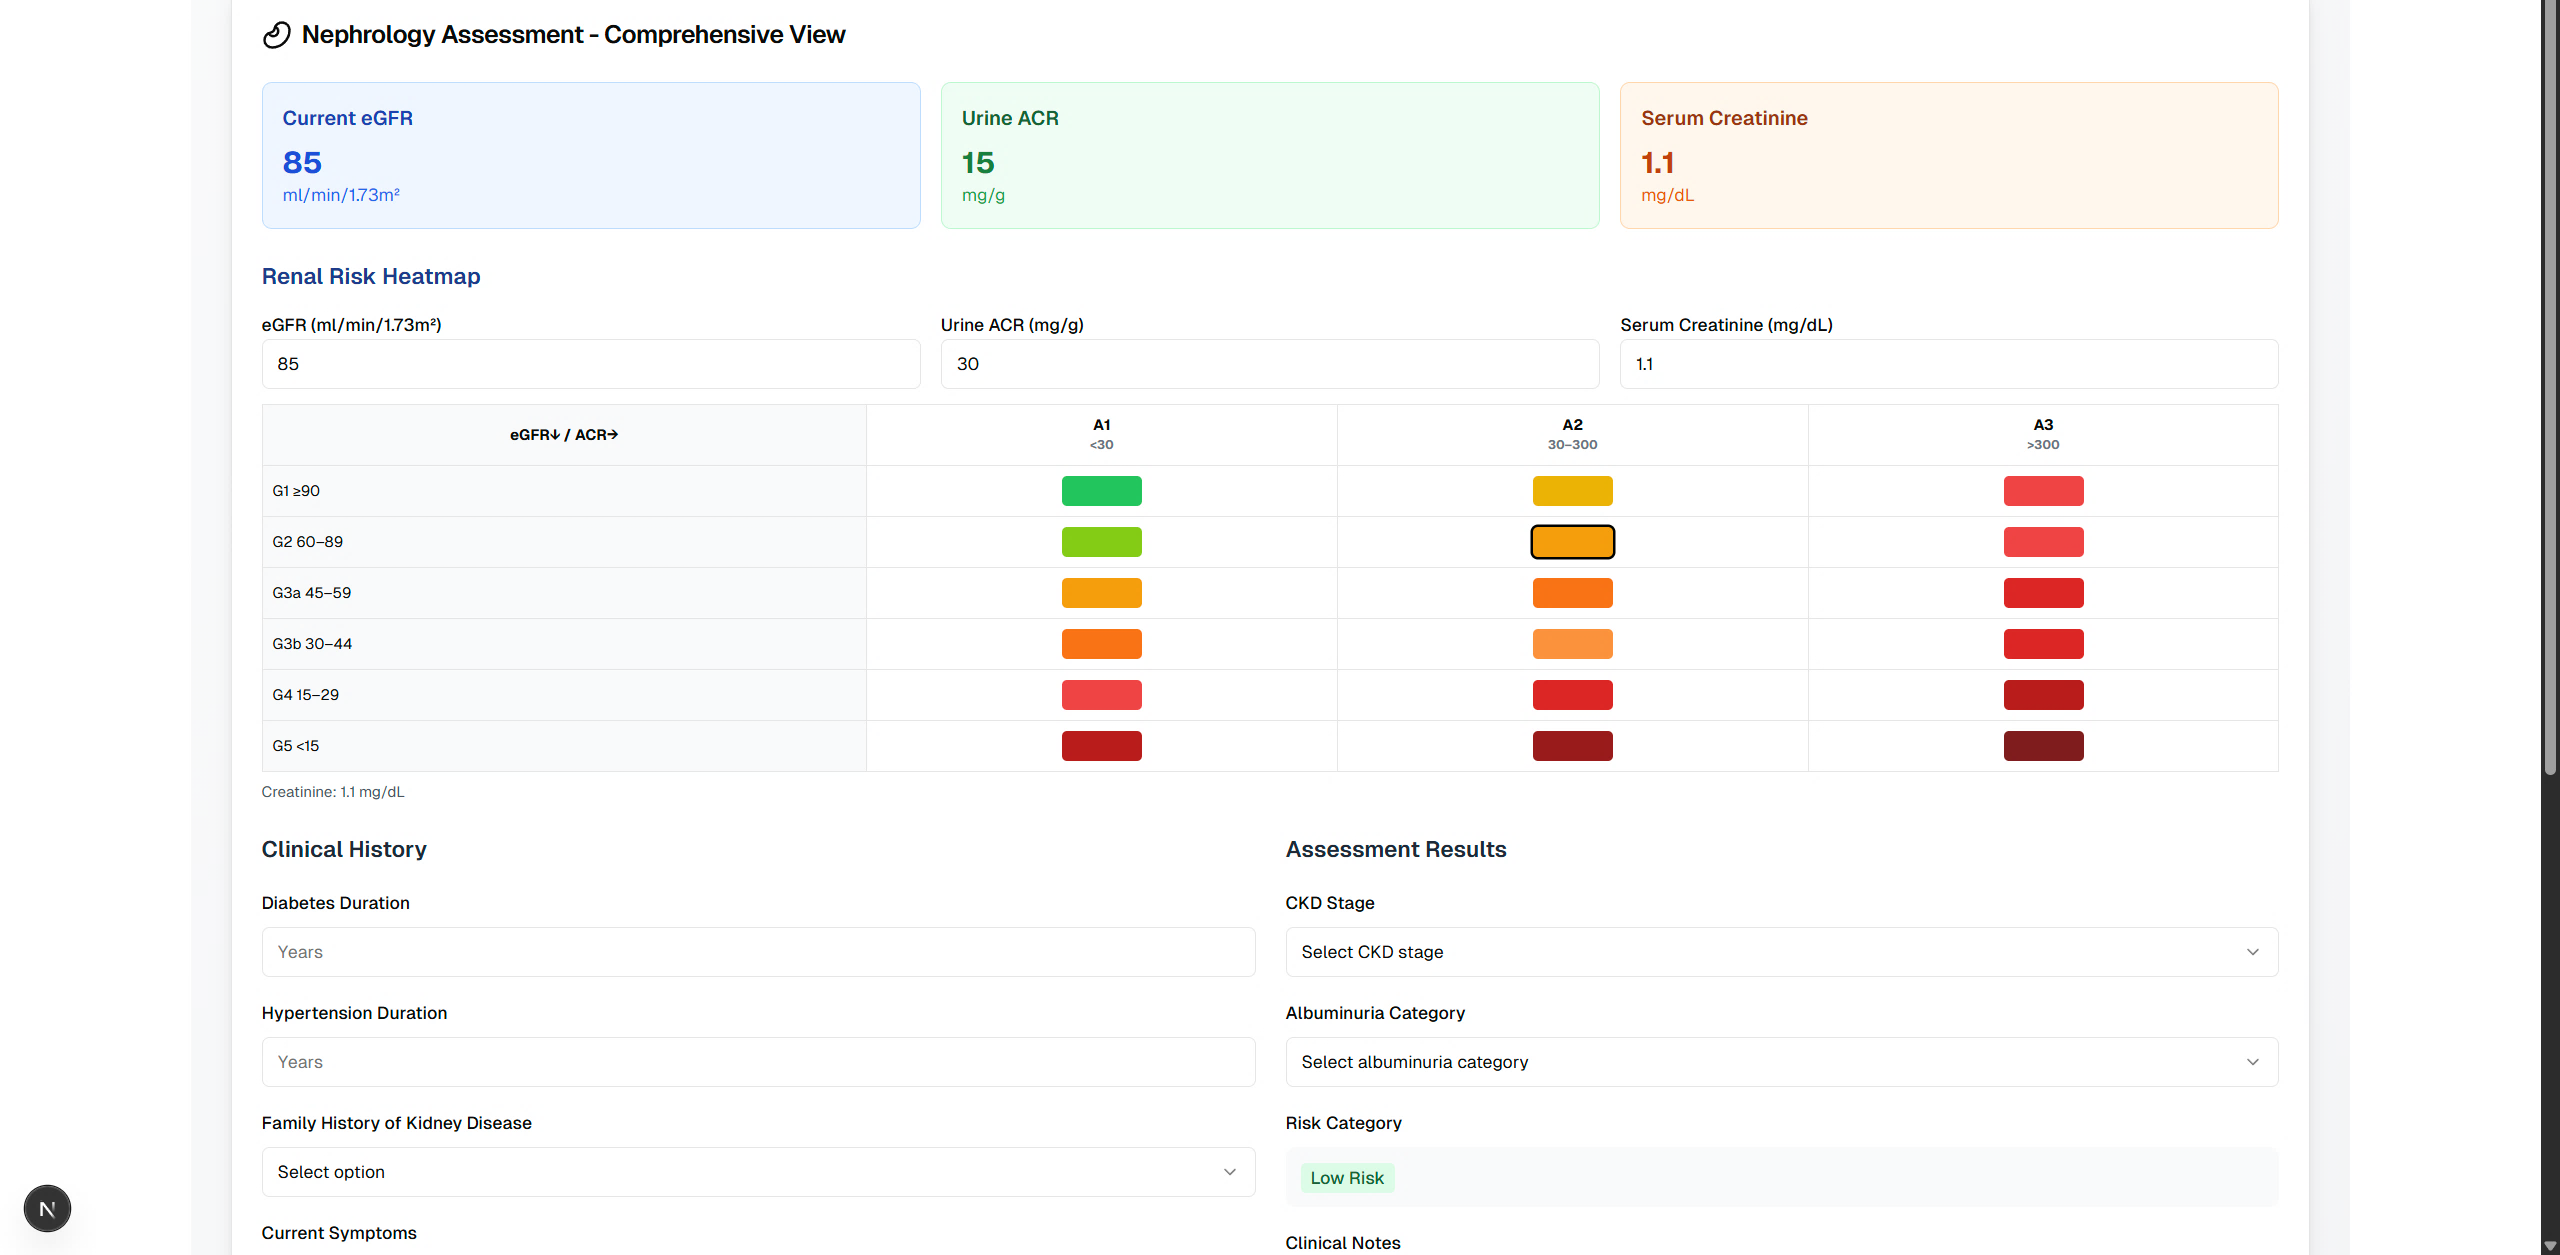 Nephrology Assessment - Comprehensive View
Current eGFR
85
ml/min/1.73m²
Urine ACR
15
mg/g
Serum Creatinine
1.1
mg/dL
Renal Risk Heatmap
eGFR (ml/min/1.73m²)
85
Urine ACR (mg/g)
30
Serum Creatinine (mg/dL)
1.1
eGFR↓ / ACR→
A1
<30
A2
30–300
A3
>300
G1 ≥90
G2 60–89
G3a 45–59
G3b 30–44
G4 15–29
G5 <15
Creatinine: 1.1 mg/dL
Clinical History
Diabetes Duration
Years
Hypertension Duration
Years
Family History of Kidney Disease
Select option
Current Symptoms
Assessment Results
CKD Stage
Select CKD stage
Albuminuria Category
Select albuminuria category
Risk Category
Low Risk
Clinical Notes
N